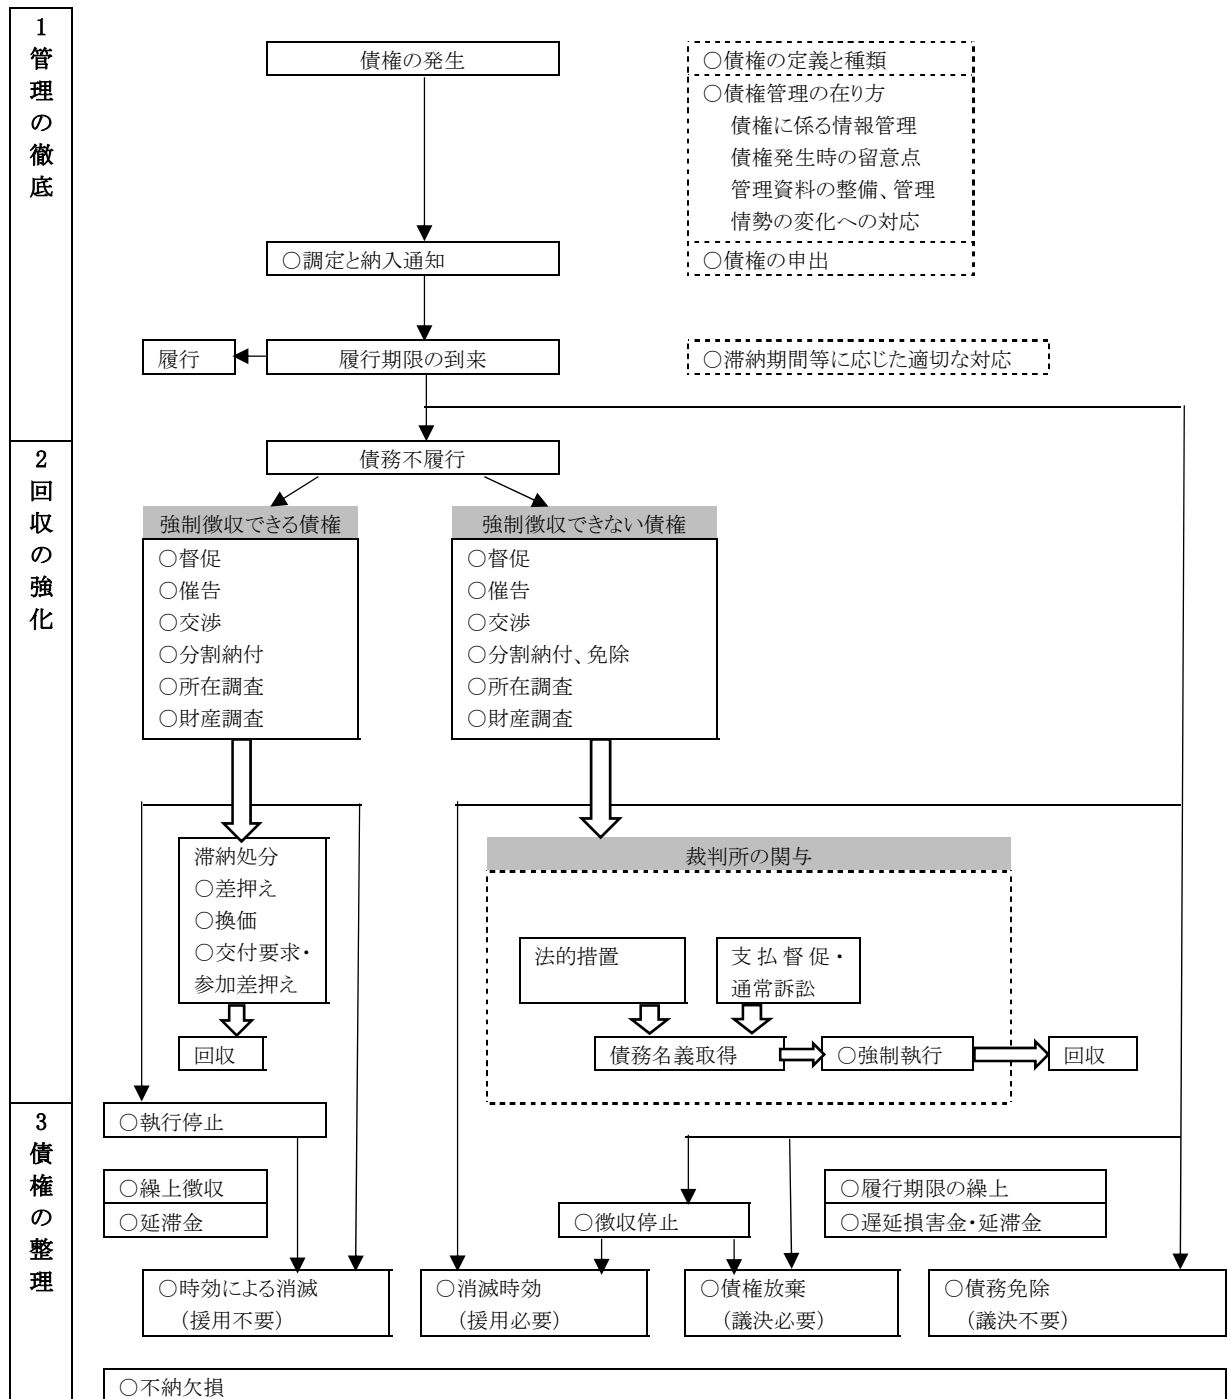 1
管理の徹底
債権の発生
○債権の定義と種類
○債権管理の在り方
債権に係る情報管理
債権発生時の留意点
管理資料の整備、管理
情勢の変化への対応
○調定と納入通知
○債権の申出
履行
履行期限の到来
○滞納期間等に応じた適切な対応
2
回収の強化
債務不履行
強制徴収できる債権
○督促
○催告
○交渉
○分割納付
○所在調査
○財産調査
強制徴収できない債権
○督促
○催告
○交渉
○分割納付、免除
○所在調査
○財産調査
滞納処分
○差押え
○換価
○交付要求・
参加差押え
回収
裁判所の関与
法的措置
支払督促・
通常訴訟
債務名義取得
○強制執行
回収
3
債権の整理
○執行停止
○繰上徴収
○延滞金
○徴収停止
○履行期限の繰上
○遅延損害金・延滞金
○時効による消滅
(援用不要)
○消滅時効
(援用必要)
○債権放棄
(議決必要)
○債務免除
(議決不要)
○不納欠損